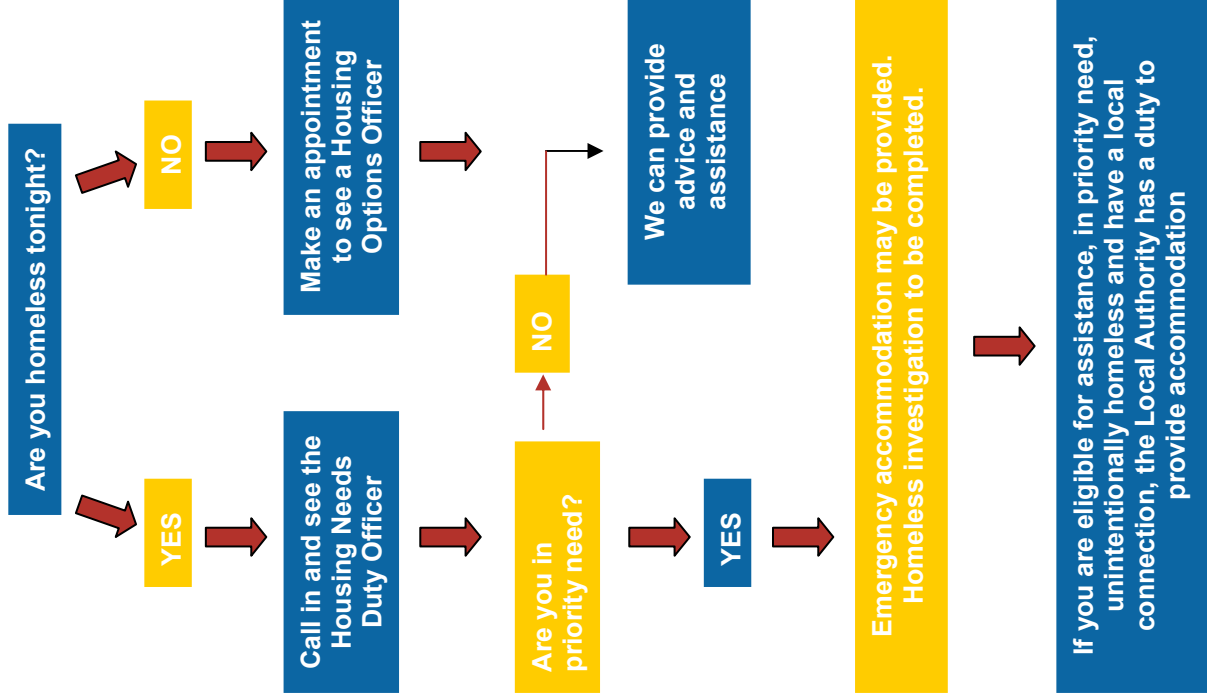 Are you homeless tonight?
YES
NO
Call in and see the
Housing Needs
Duty Officer
Make an appointment
to see a Housing
Options Officer
Are you in
priority need?
NO
We can provide
advice and
assistance
YES
Emergency accommodation may be provided.
Homeless investigation to be completed.
If you are eligible for assistance, in priority need,
unintentionally homeless and have a local
connection, the Local Authority has a duty to
provide accommodation